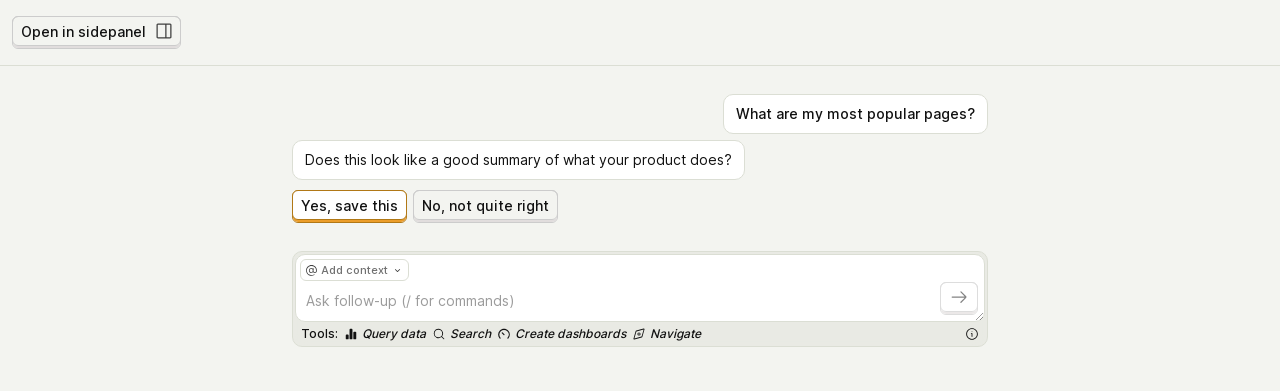 Open in sidepanel
What are my most popular pages?
Does this look like a good summary of what your product does?
Yes, save this
No, not quite right
@ Add context
Ask follow-up (/ for commands)
Tools: Query data Search Create dashboards Navigate